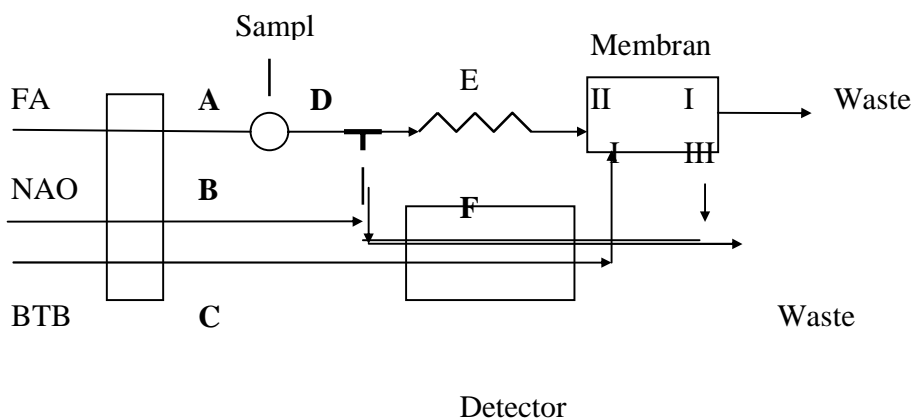 Sampl
Membran
E
FA A D II I Waste
I III
NAO B F
BTB C Waste
Detector